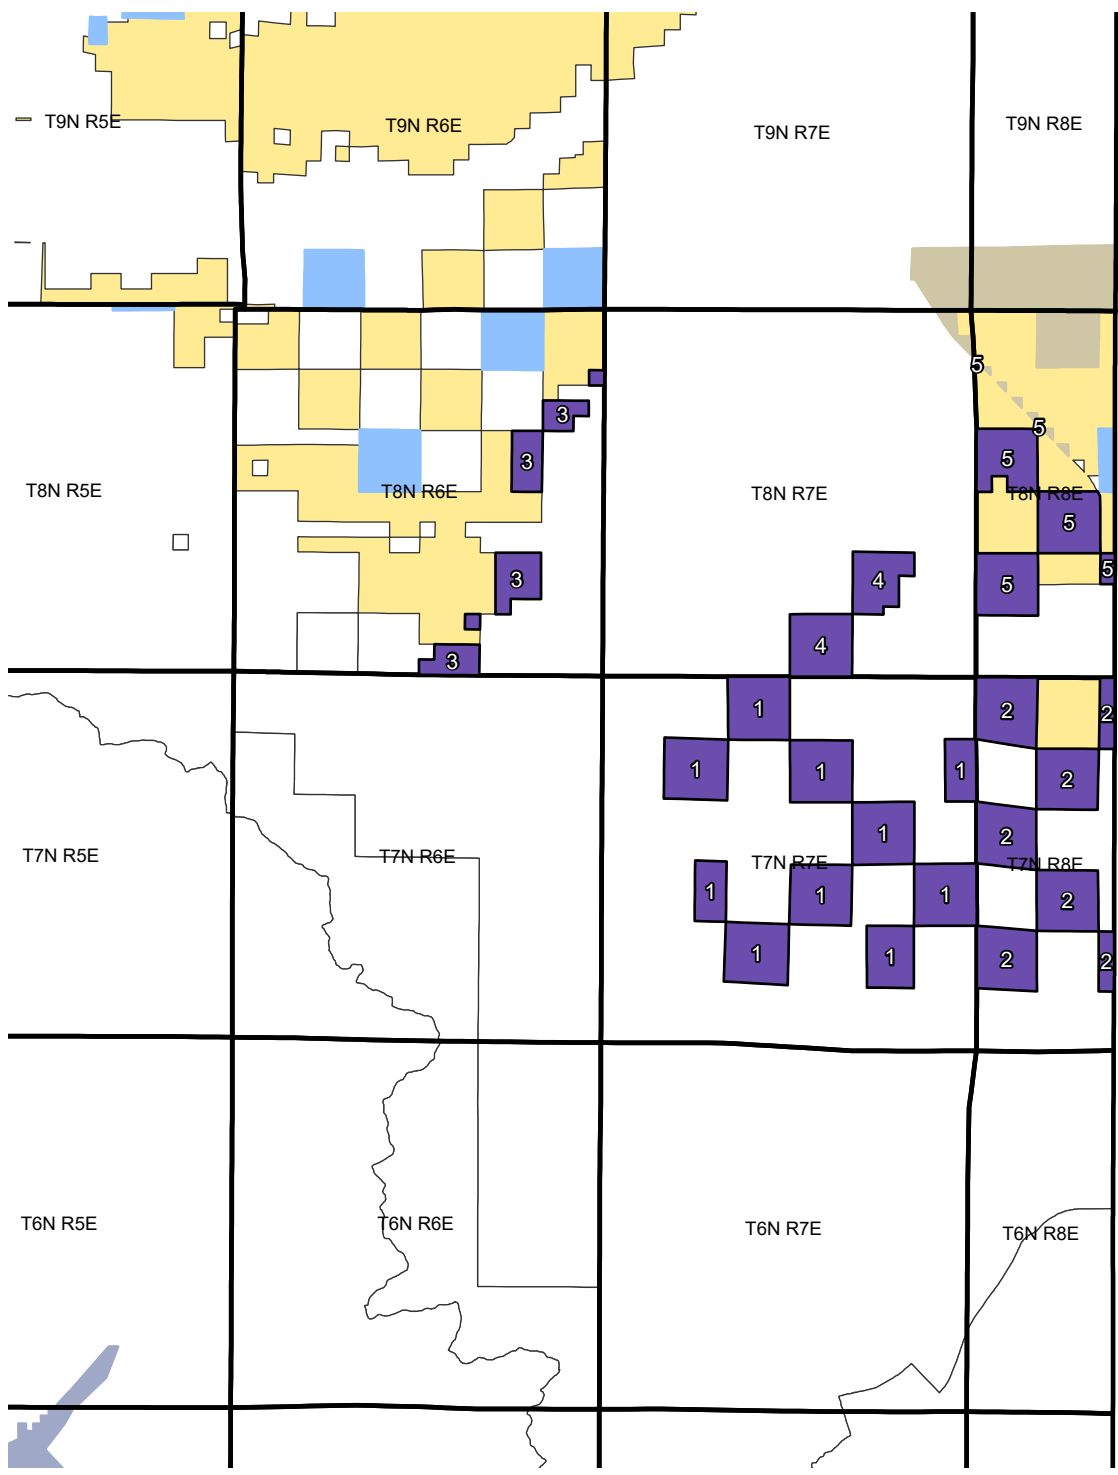 T9N R5E
T9N R6E
T9N R7E
T9N R8E
5
3
5
3
5
T8N R5E
T8N R6E
T8N R7E
T8N R8E
5
3
4
5
5
4
3
1
2
2
1
1
1
2
1
2
T7N R5E
T7N R6E
T7N R7E
T7N R8E
1
1
1
2
1
1
2
2
T6N R5E
T6N R6E
T6N R7E
T6N R8E